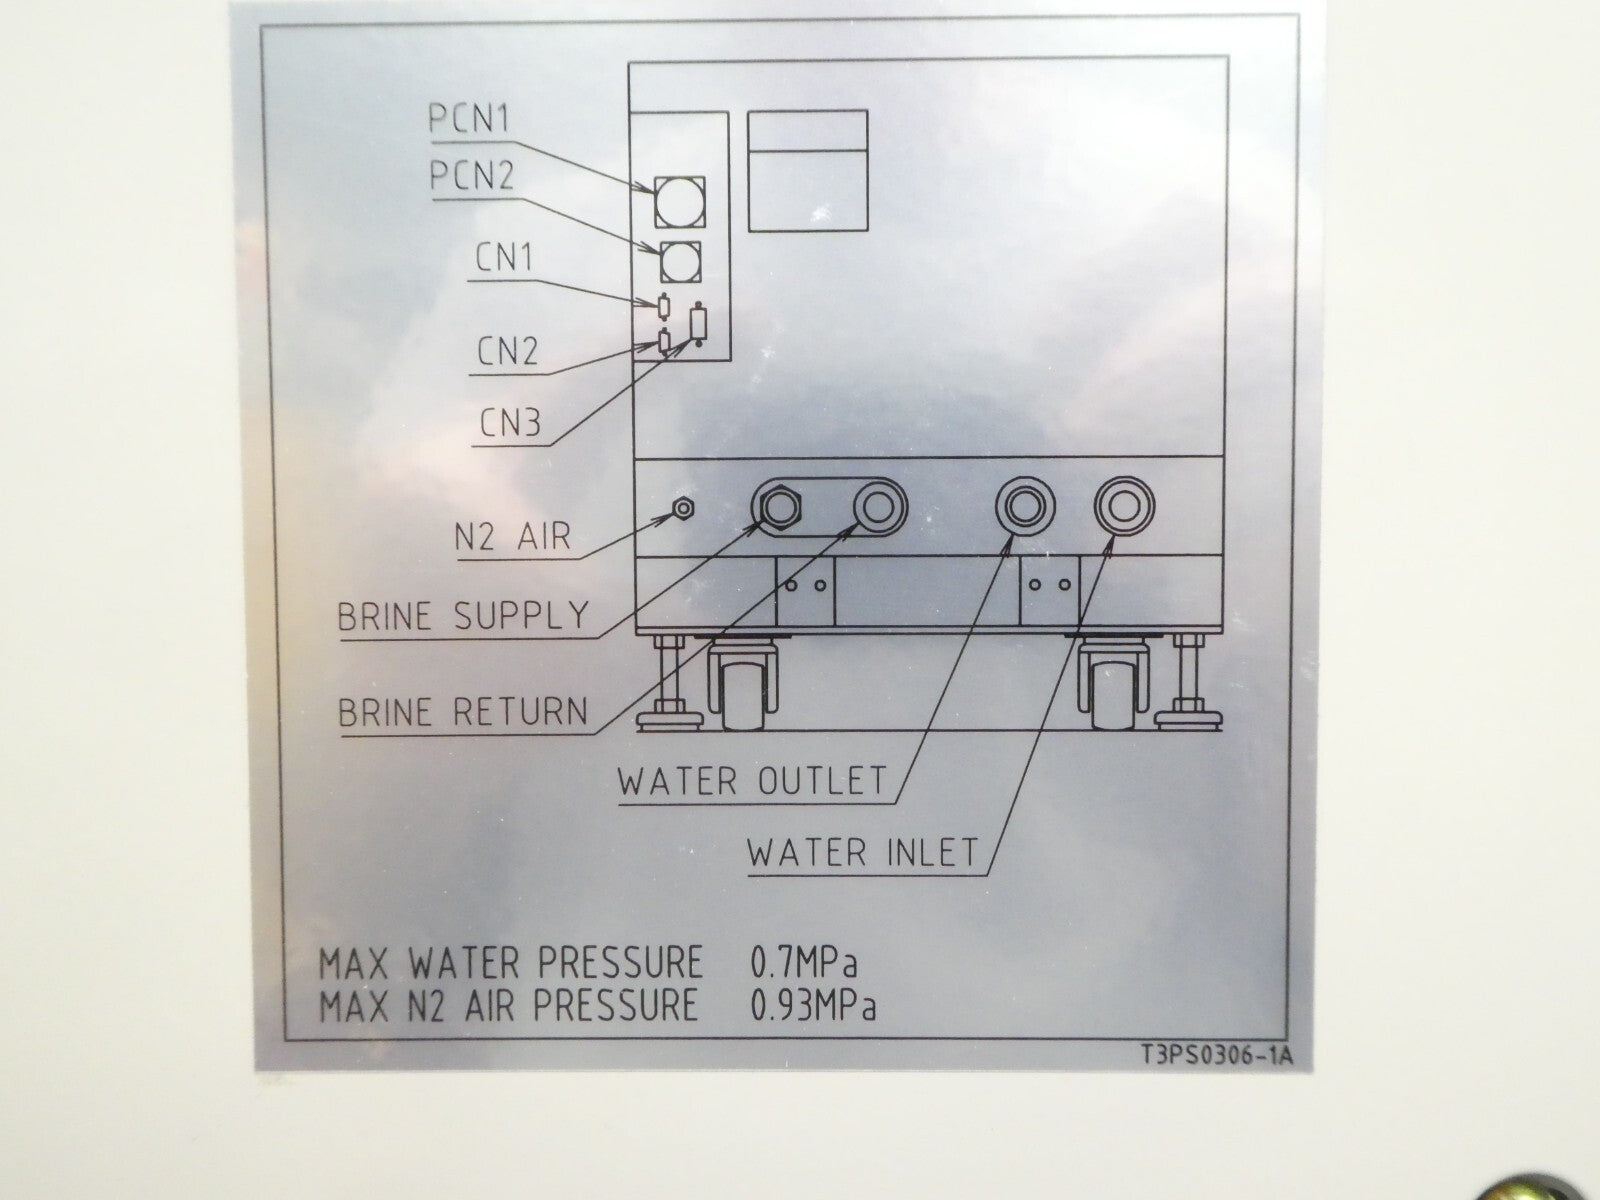 PCN1
PCN2
CN1
CN2
CN3
N2 AIR
BRINE SUPPLY
BRINE RETURN
WATER OUTLET
WATER INLET
MAX WATER PRESSURE 0.7MPa
MAX N2 AIR PRESSURE 0.93MPa
T3PS0306-1A